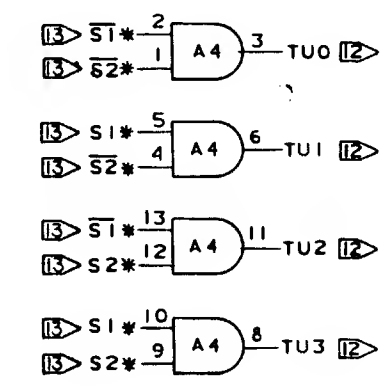 13 S̅1̅* 2
A4 3 TU0 12
13 S̅2̅* 1
13 S1* 5
A4 6 TU1 12
13 S̅2̅* 4
13 S̅1̅* 13
A4 11 TU2 12
13 S2* 12
13 S1* 10
A4 8 TU3 12
13 S2* 9